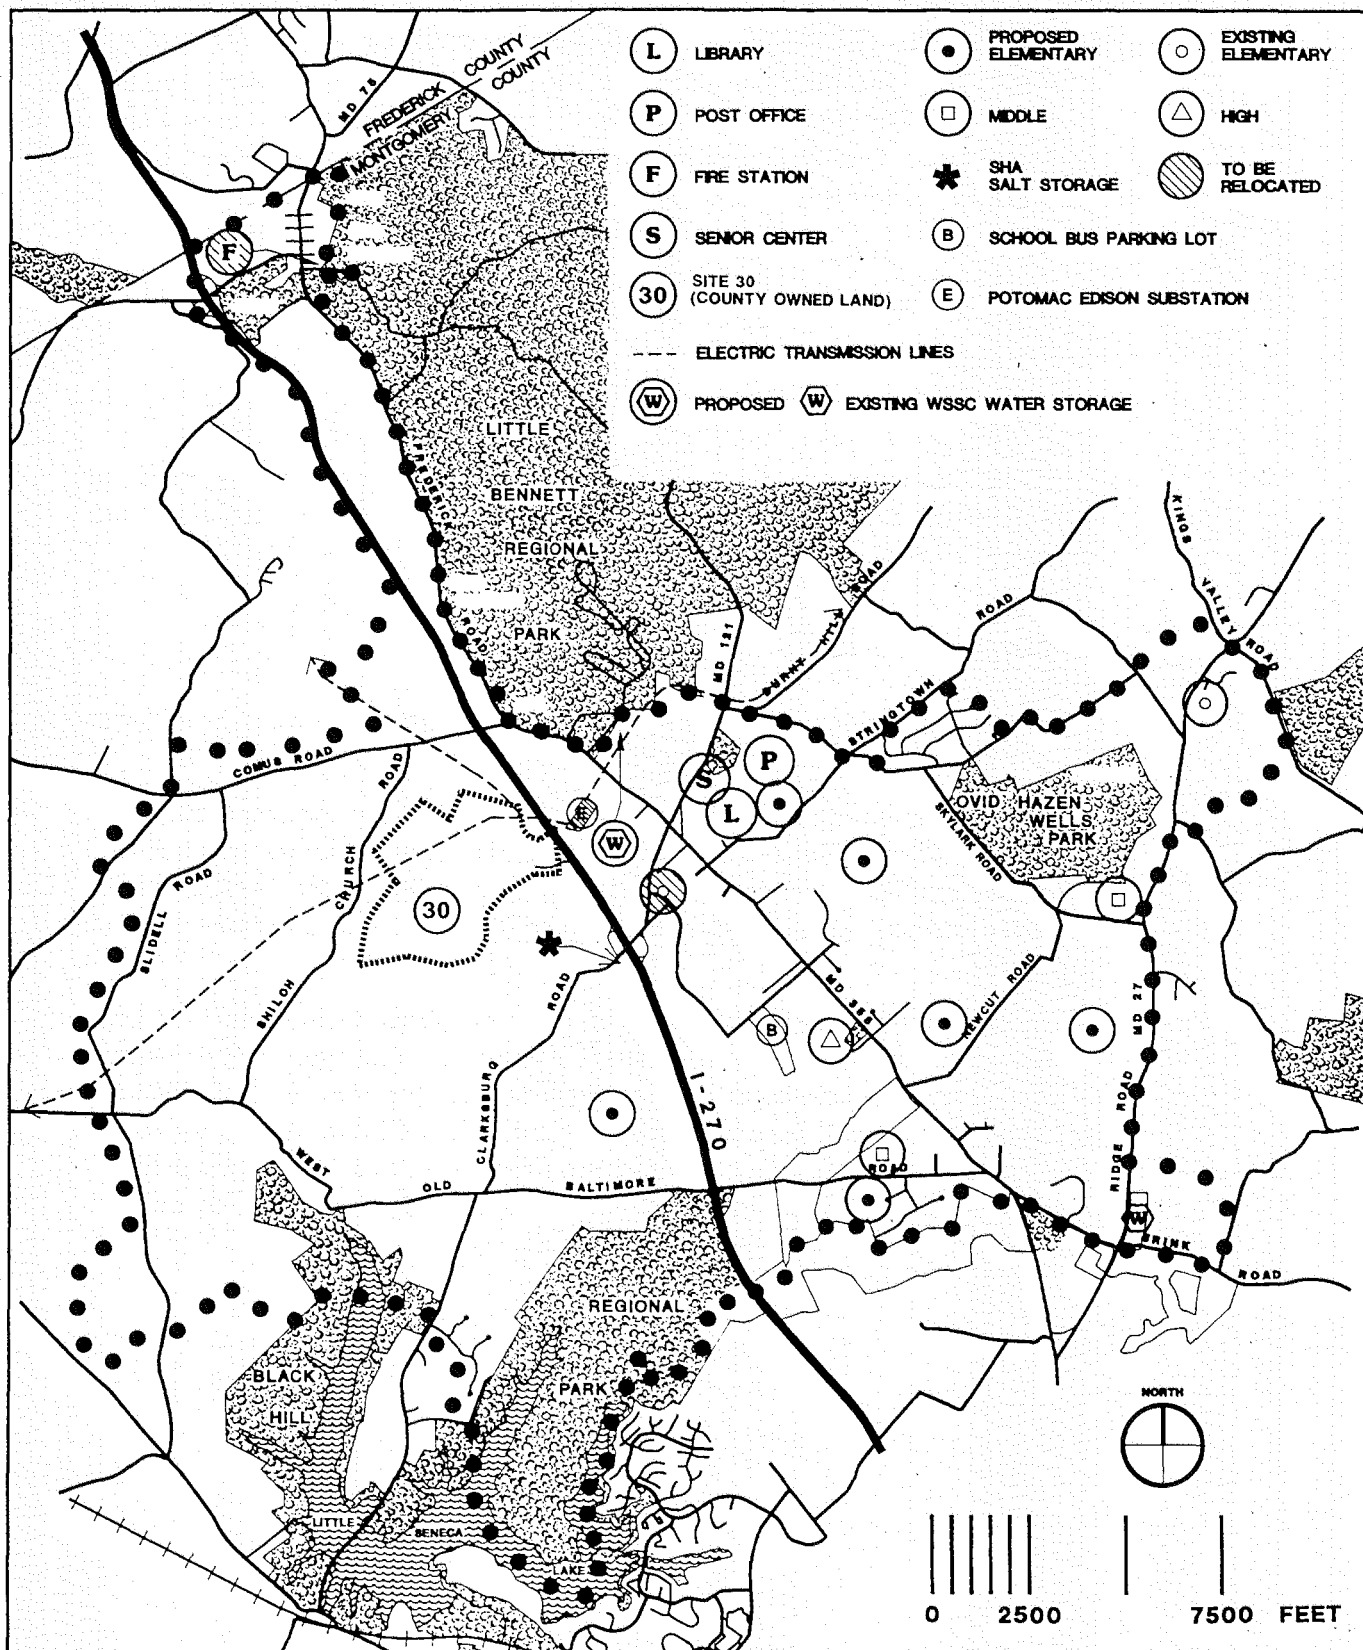 L LIBRARY
PROPOSED ELEMENTARY
EXISTING ELEMENTARY
P POST OFFICE
MIDDLE
HIGH
F FIRE STATION
SHA SALT STORAGE
TO BE RELOCATED
S SENIOR CENTER
B SCHOOL BUS PARKING LOT
30 SITE 30 (COUNTY OWNED LAND)
E POTOMAC EDISON SUBSTATION
ELECTRIC TRANSMISSION LINES
W PROPOSED W EXISTING WSSC WATER STORAGE
MD 75
FREDERICK COUNTY
MONTGOMERY COUNTY
F
LITTLE
BENNETT
REGIONAL
PARK
FREDERICK
ROAD
MD 121
BURNT HILL ROAD
STRINGTOWN
ROAD
KINGS
VALLEY
ROAD
COMUS ROAD
S
P
L
OVID HAZEN
WELLS
PARK
SKYLARK ROAD
E
W
30
SLIDELL
ROAD
SHILOH
CHURCH
ROAD
CLARKSBURG
ROAD
MD 355
NEWCUT ROAD
MD 27
RIDGE
ROAD
B
I-270
WEST
OLD
BALTIMORE
ROAD
W
BRINK
ROAD
REGIONAL
PARK
BLACK
HILL
LITTLE
SENECA
LAKE
RD
NORTH
0 2500 7500 FEET